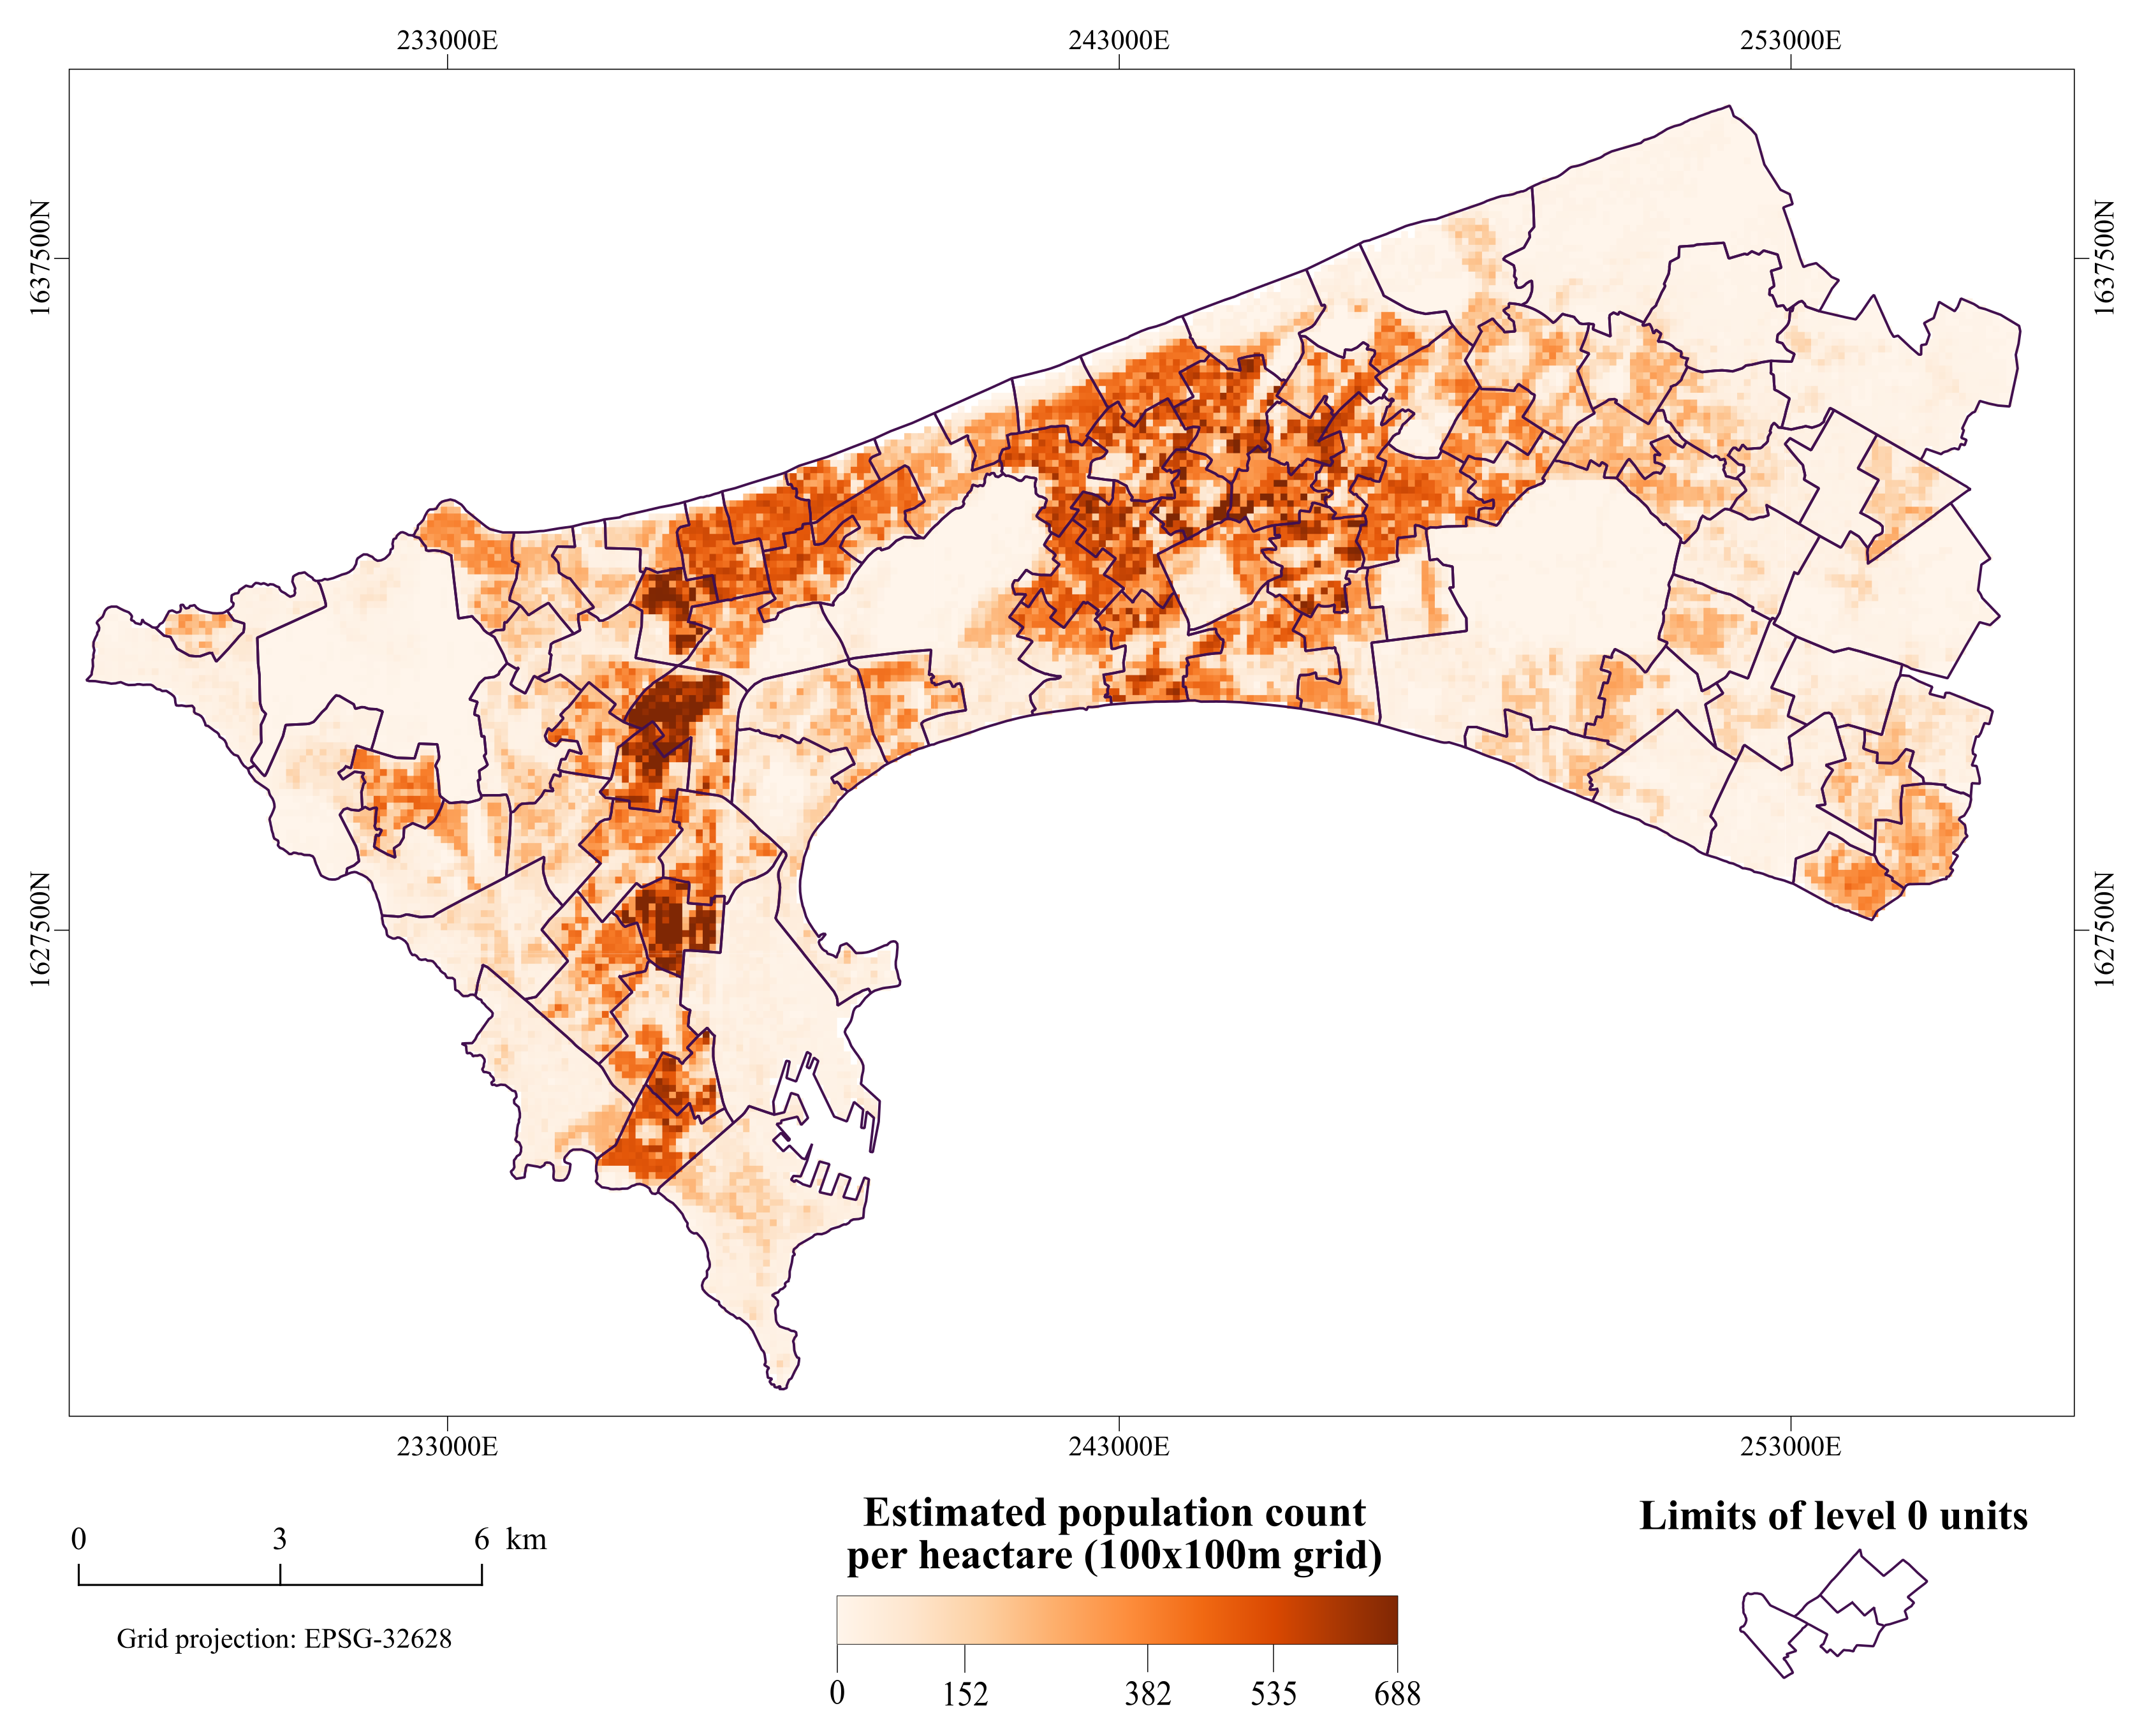 233000E 243000E 253000E
1637500N 1637500N
1627500N 1627500N
233000E 243000E 253000E
0 3 6 km
Grid projection: EPSG-32628
Estimated population count
per heactare (100x100m grid)
0 152 382 535 688
Limits of level 0 units